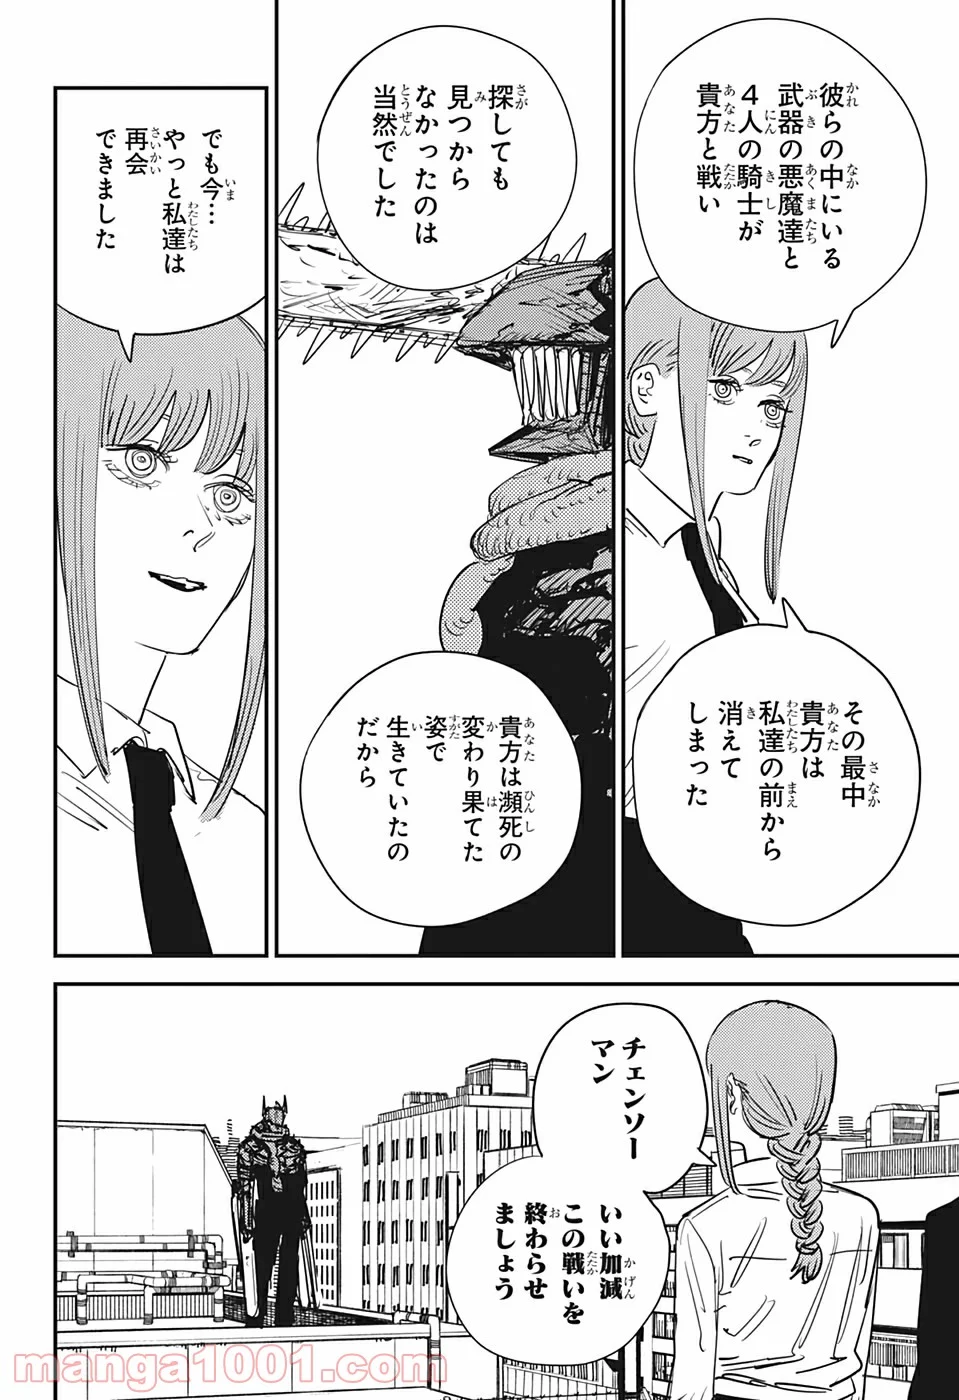 彼らの中にいる
武器の悪魔達と
４人の騎士が
貴方と戦い
その最中
貴方は
私達の前から
消えて
しまった
探しても
見つから
なかったのは
当然でした
貴方は瀕死の
変わり果てた
姿で
生きていたの
だから
でも今…
やっと私達は
再会
できました
チェンソー
マン
いい加減
この戦いを
終わらせ
ましょう
manga1001.com